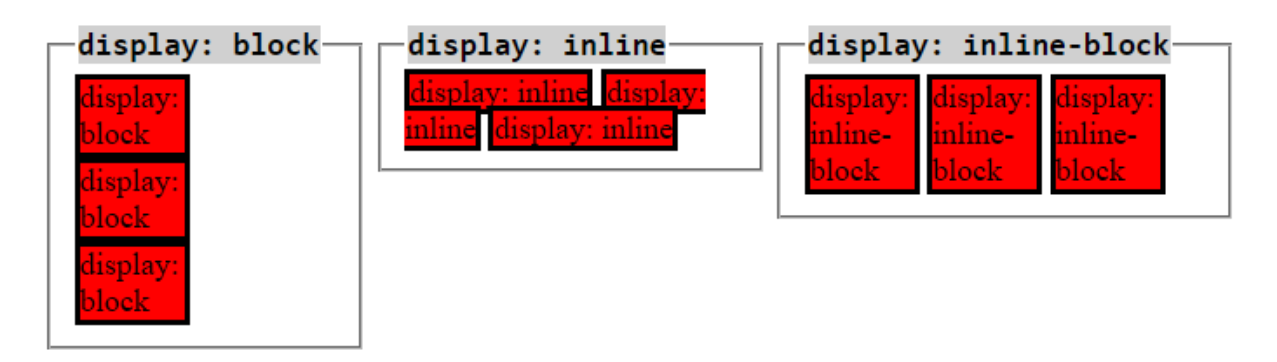 display: block
display:
block
display:
block
display:
block
display: inline
display: inline display:
inline display: inline
display: inline-block
display:
inline-
block
display:
inline-
block
display:
inline-
block